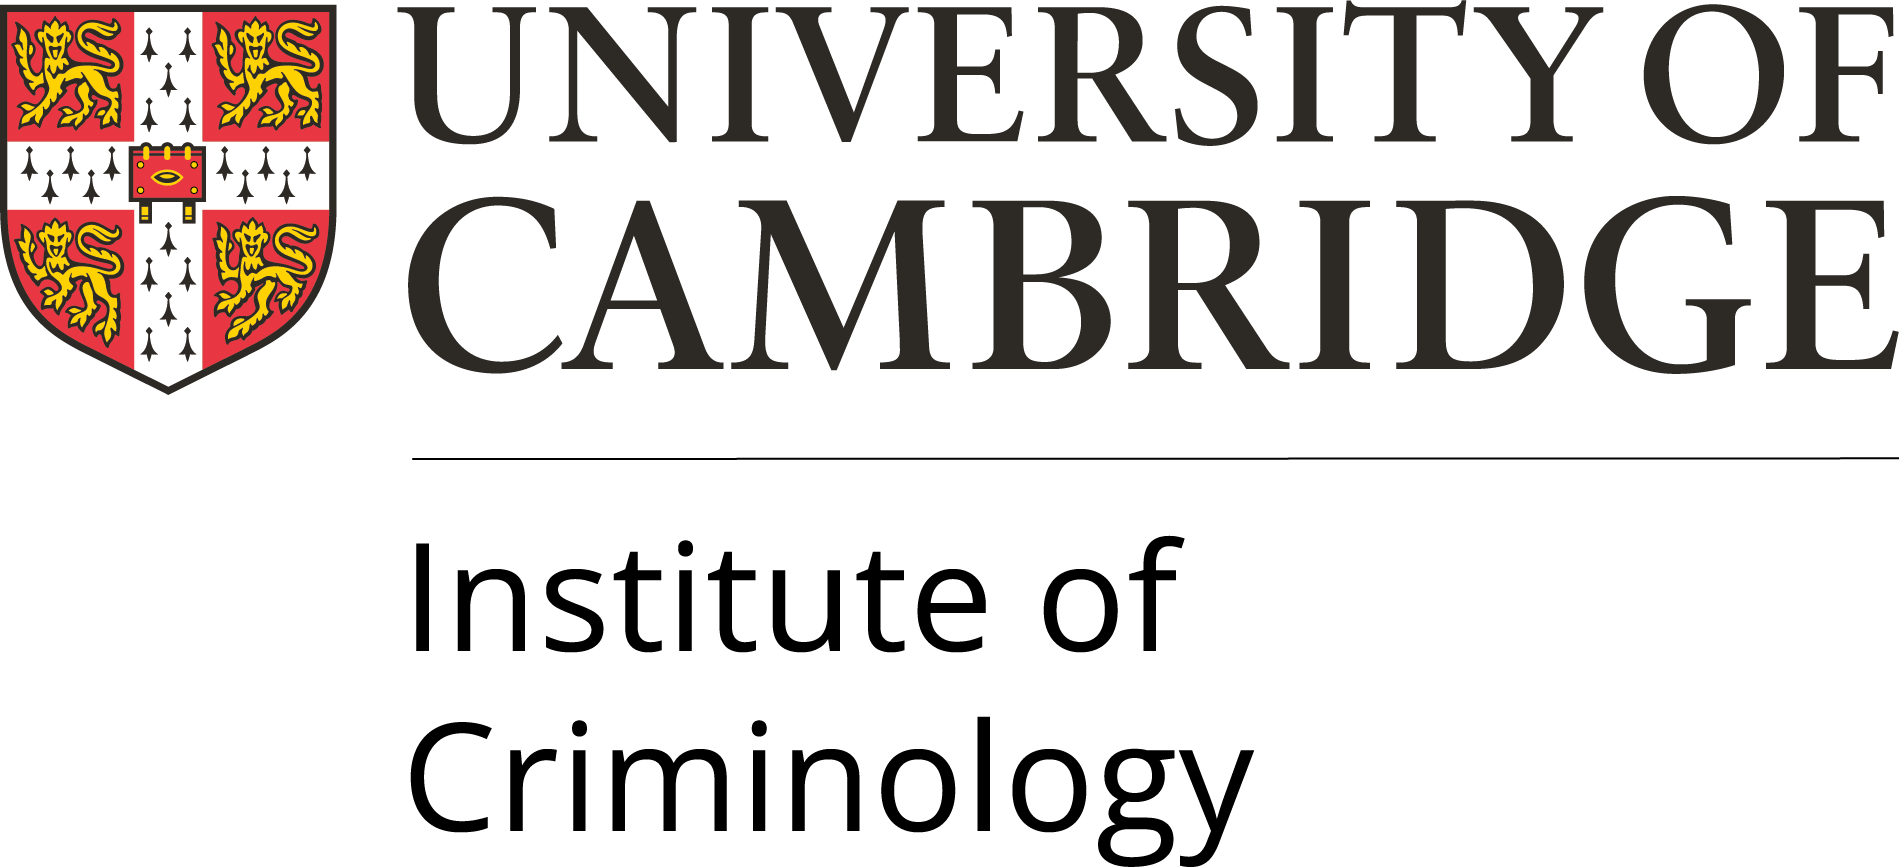 UNIVERSITY OF
CAMBRIDGE
Institute of
Criminology